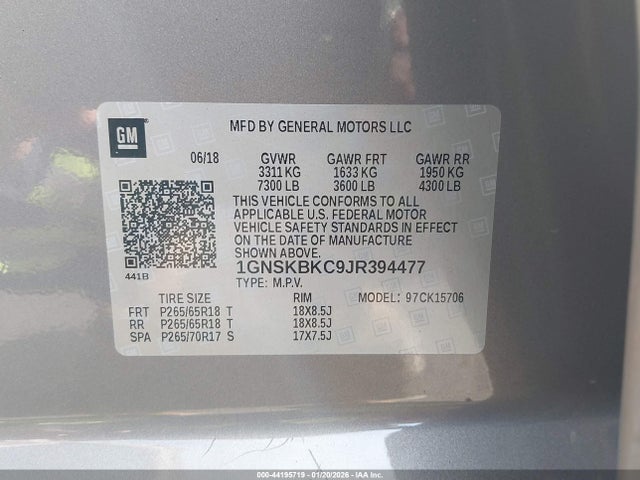 GM
MFD BY GENERAL MOTORS LLC
06/18 GVWR GAWR FRT GAWR RR
3311 KG 1633 KG 1950 KG
7300 LB 3600 LB 4300 LB
THIS VEHICLE CONFORMS TO ALL
APPLICABLE U.S. FEDERAL MOTOR
VEHICLE SAFETY STANDARDS IN EFFECT
ON THE DATE OF MANUFACTURE
SHOWN ABOVE.
441B
1GNSKBKC9JR394477
TYPE: M.P.V.
TIRE SIZE RIM MODEL: 97CK15706
FRT P265/65R18 T 18X8.5J
RR P265/65R18 T 18X8.5J
SPA P265/70R17 S 17X7.5J
000-44195719 - 01/20/2026 - IAA Inc.